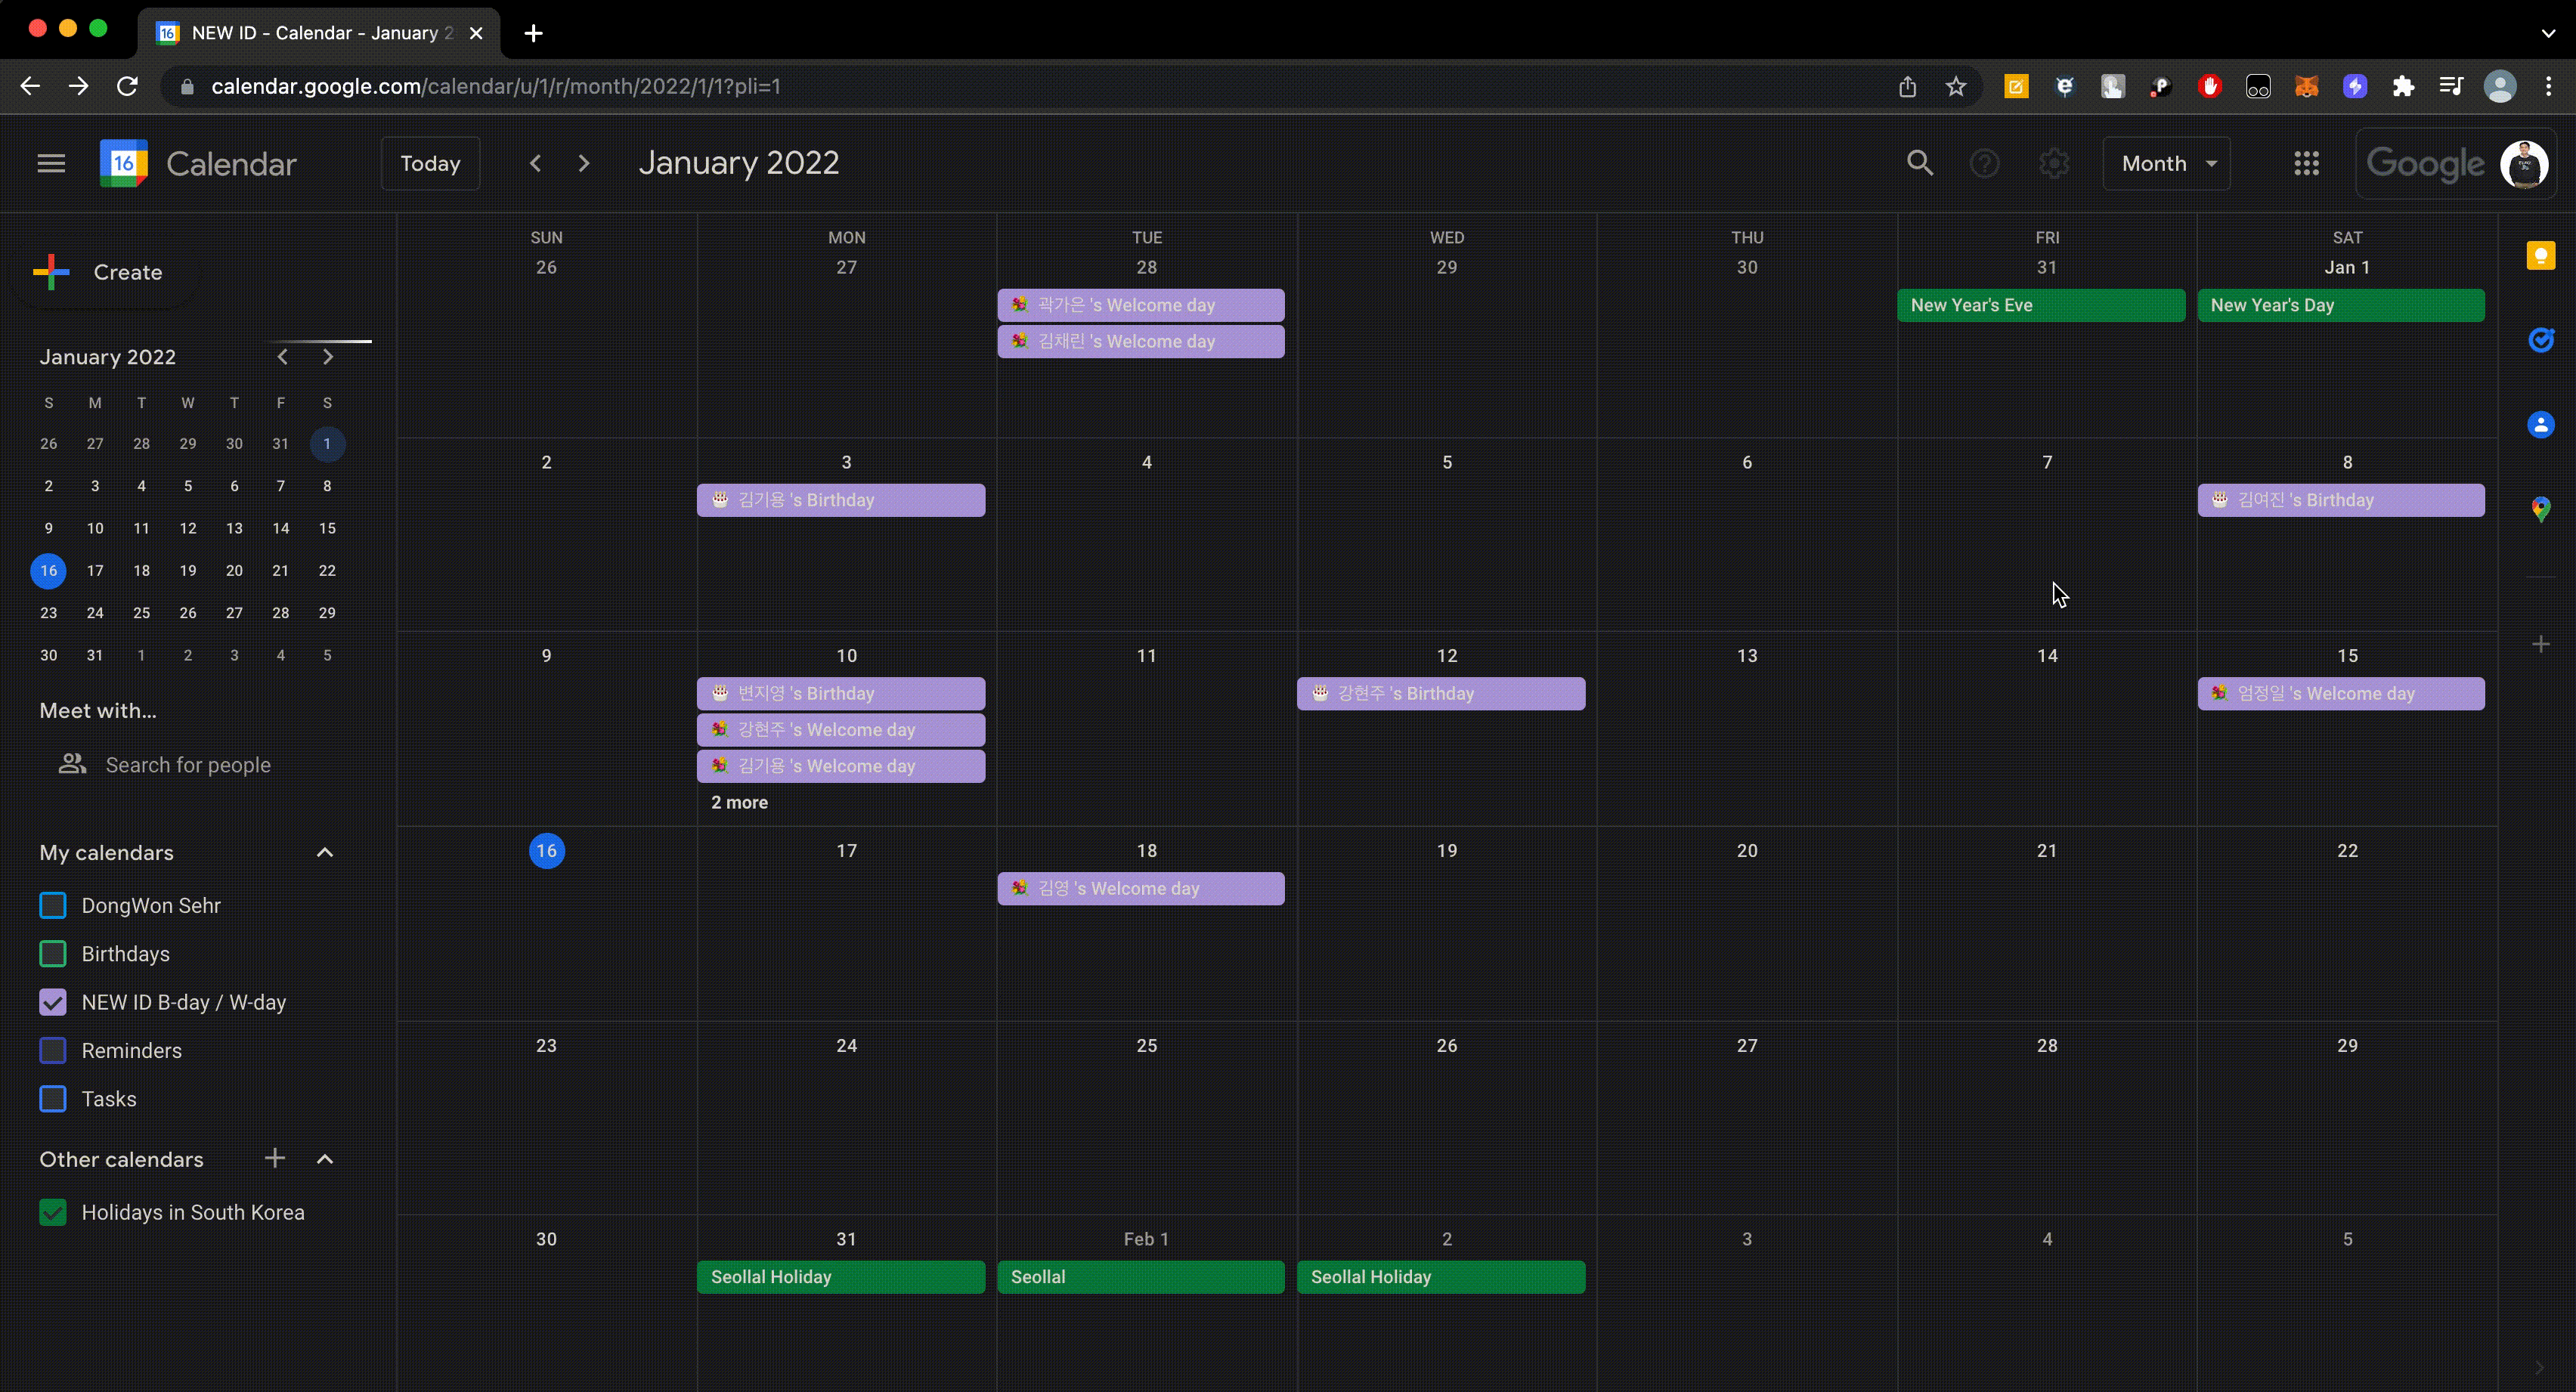 NEW ID - Calendar - January 2
calendar.google.com/calendar/u/1/r/month/2022/1/1?pli=1
16 Calendar Today January 2022 Month Google
Create
January 2022
S M T W T F S
26 27 28 29 30 31 1
2 3 4 5 6 7 8
9 10 11 12 13 14 15
16 17 18 19 20 21 22
23 24 25 26 27 28 29
30 31 1 2 3 4 5
Meet with...
Search for people
My calendars
DongWon Sehr
Birthdays
NEW ID B-day / W-day
Reminders
Tasks
Other calendars
Holidays in South Korea
SUN MON TUE WED THU FRI SAT
26 27 28 29 30 31 Jan 1
곽가은 's Welcome day New Year's Eve New Year's Day
김채린 's Welcome day
2 3 4 5 6 7 8
김기용 's Birthday 김여진 's Birthday
9 10 11 12 13 14 15
변지영 's Birthday 강현주 's Birthday 엄정일 's Welcome day
강현주 's Welcome day
김기용 's Welcome day
2 more
16 17 18 19 20 21 22
김영 's Welcome day
23 24 25 26 27 28 29
30 31 Feb 1 2 3 4 5
Seollal Holiday Seollal Seollal Holiday